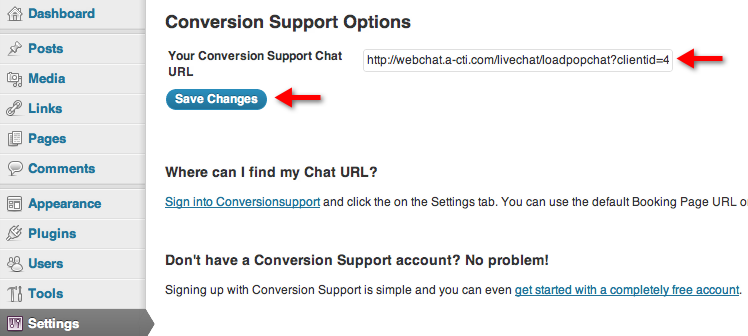 Dashboard
Posts
Media
Links
Pages
Comments
Appearance
Plugins
Users
Tools
Settings
Conversion Support Options
Your Conversion Support Chat
URL
http://webchat.a-cti.com/livechat/loadpopchat?clientid=4
Save Changes
Where can I find my Chat URL?
Sign into Conversionsupport and click the on the Settings tab. You can use the default Booking Page URL o
Don't have a Conversion Support account? No problem!
Signing up with Conversion Support is simple and you can even get started with a completely free account.